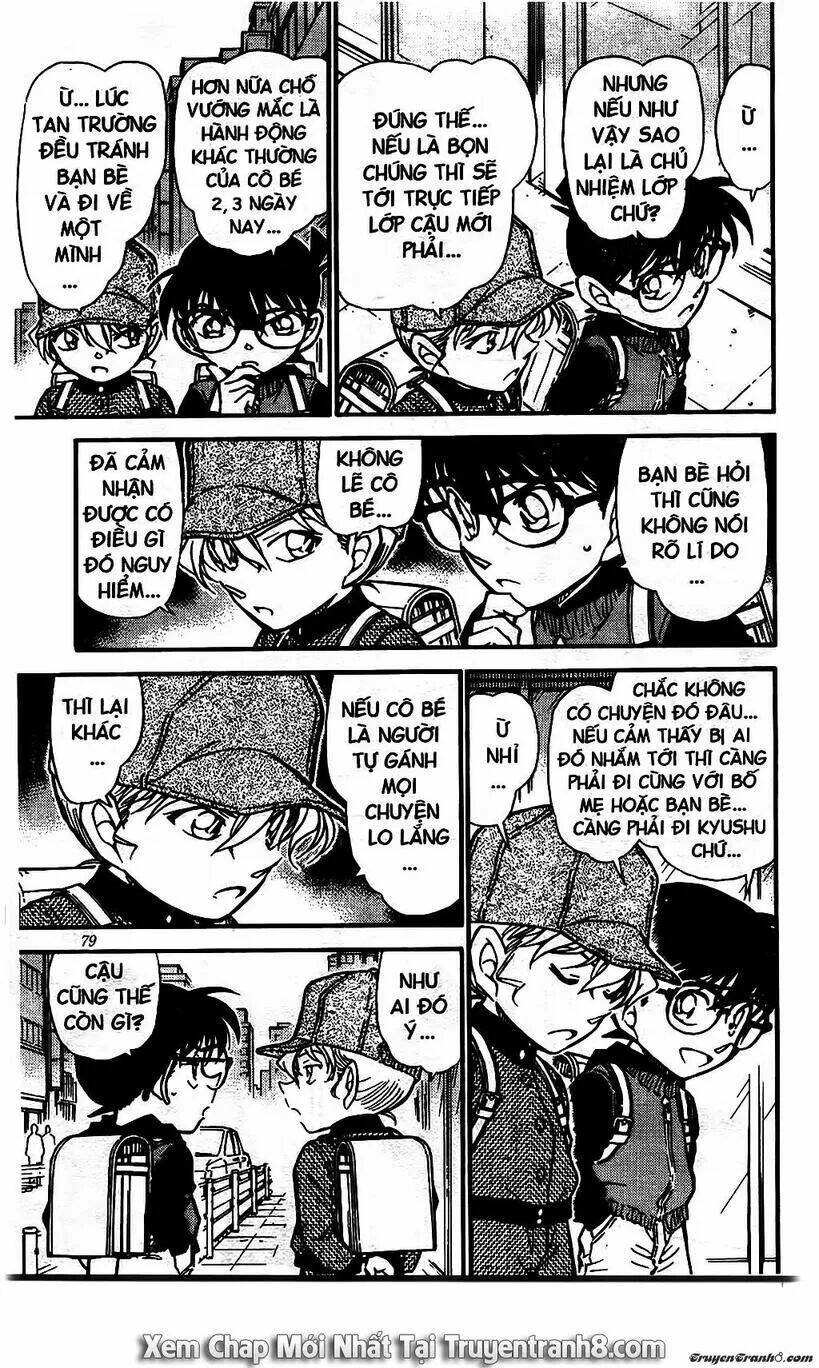 Ừ
...
NHƯNG
NẾU NHƯ
VẬY SAO
LẠI LÀ CHỦ
NHIỆM LỚP
CHỨ?
ĐÚNG THẾ...
NẾU LÀ BỌN
CHÚNG THÌ SẼ
TỚI TRỰC TIẾP
LỚP CẬU MỚI
PHẢI...
HƠN NỮA CHỖ
VƯỚNG MẮC LÀ
HÀNH ĐỘNG
KHÁC THƯỜNG
CỦA CÔ BÉ
2, 3 NGÀY
NAY...
Ừ... LÚC
TAN TRƯỜNG
ĐỀU TRÁNH
BẠN BÈ
VÀ ĐI VỀ
MỘT
MÌNH
...
BẠN BÈ HỎI
THÌ CŨNG
KHÔNG NÓI
RÕ LÍ DO
...
KHÔNG
LẼ CÔ
BÉ...
ĐÃ CẢM
NHẬN
ĐƯỢC CÓ
ĐIỀU GÌ
ĐÓ NGUY
HIỂM...
CHẮC KHÔNG
CÓ CHUYỆN ĐÓ ĐÂU...
NẾU CẢM THẤY BỊ AI
ĐÓ NHẮM TỚI THÌ CÀNG
PHẢI ĐI CÙNG VỚI BỐ
MẸ HOẶC BẠN BÈ...
CÀNG PHẢI ĐI KYUSHU
CHỨ...
Ừ
NHỈ
...
NẾU CÔ BÉ
LÀ NGƯỜI
TỰ GÁNH
MỌI
CHUYỆN
LO LẮNG
...
THÌ LẠI
KHÁC
...
79
NHƯ
AI ĐÓ
Ý...
CẬU
CŨNG THẾ
CÒN GÌ?
Xem Chap Mới Nhất Tại Truyentranh8.com
TruyenTranh8.com